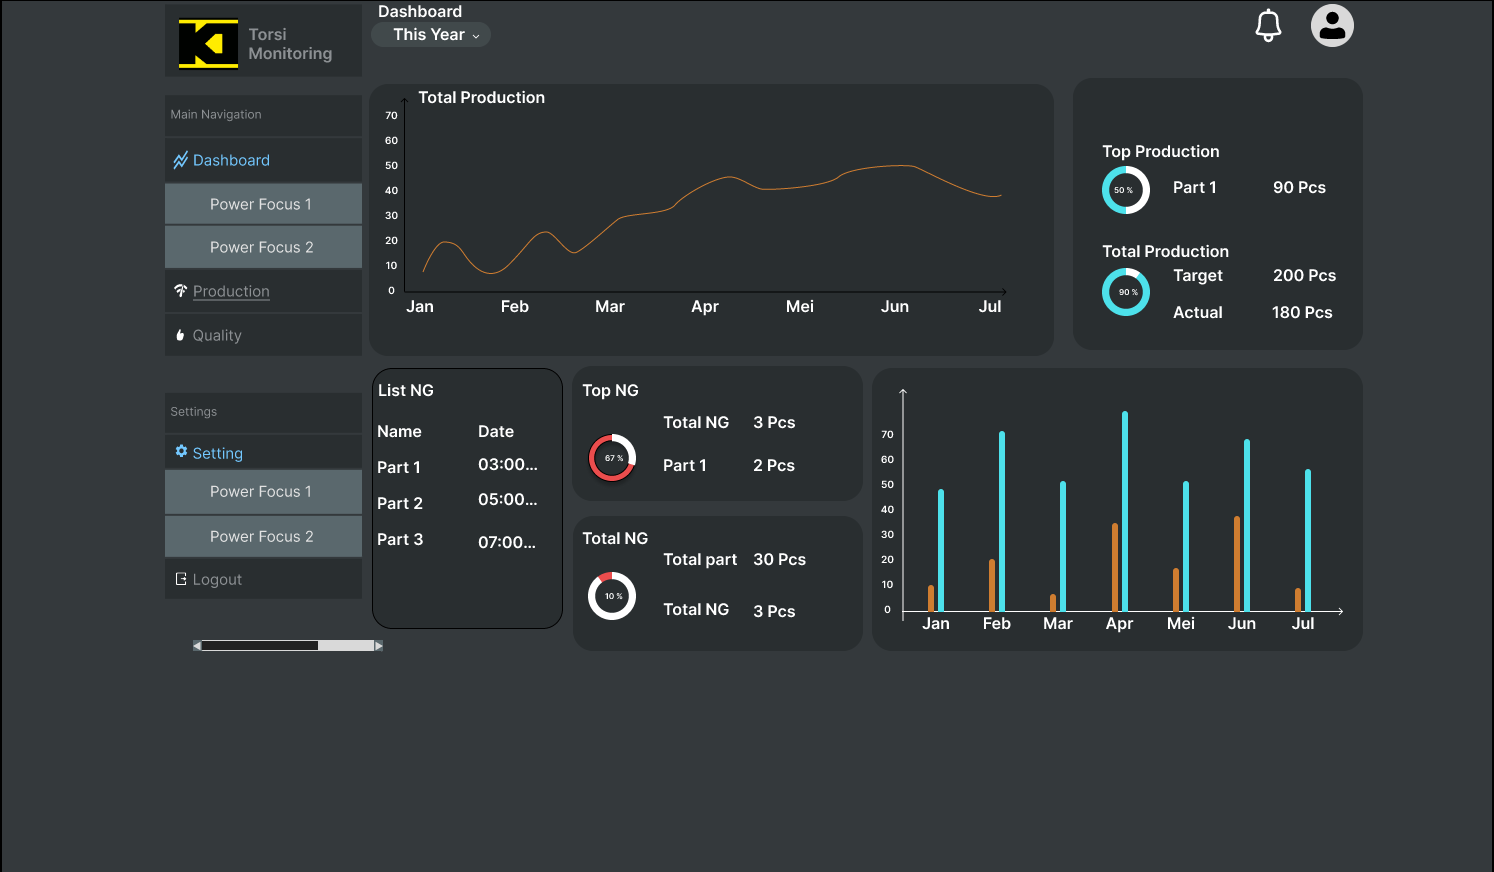 Torsi
Monitoring
Dashboard
This Year
Main Navigation
Dashboard
Power Focus 1
Power Focus 2
Production
Quality
Settings
Setting
Power Focus 1
Power Focus 2
Logout
Total Production
70
60
50
40
30
20
10
0
Jan Feb Mar Apr Mei Jun Jul
Top Production
50 %
Part 1 90 Pcs
Total Production
90 %
Target 200 Pcs
Actual 180 Pcs
List NG
Name Date
Part 1 03:00...
Part 2 05:00...
Part 3 07:00...
Top NG
67 %
Total NG 3 Pcs
Part 1 2 Pcs
Total NG
10 %
Total part 30 Pcs
Total NG 3 Pcs
70
60
50
40
30
20
10
0
Jan Feb Mar Apr Mei Jun Jul